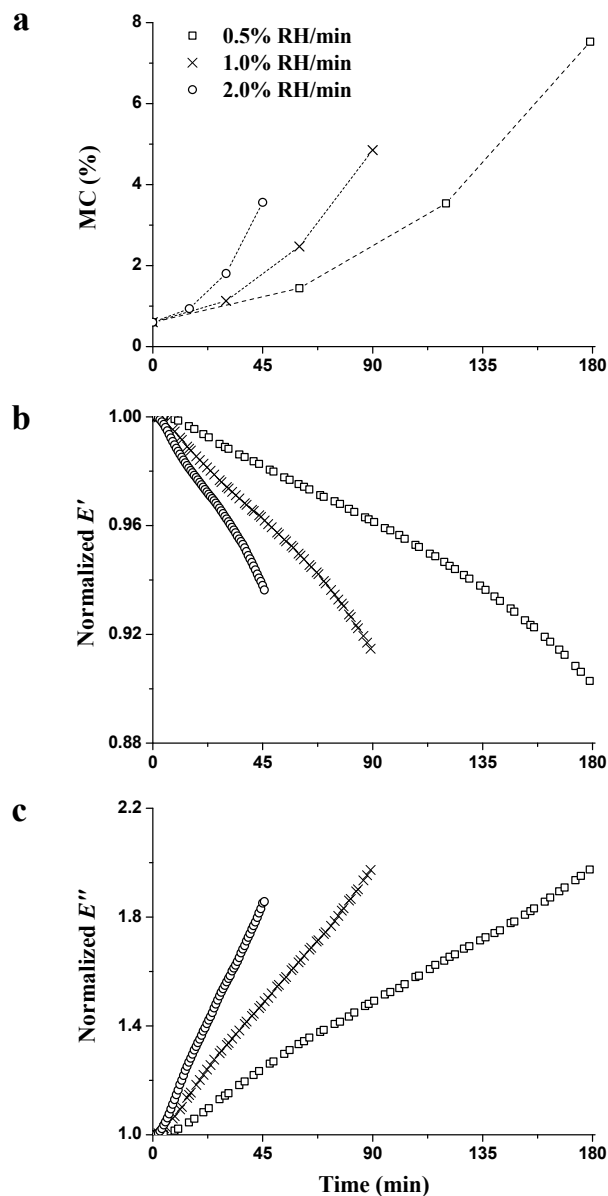 a
0.5% RH/min
1.0% RH/min
2.0% RH/min
MC (%)
8
6
4
2
0
0 45 90 135 180
b
Normalized E′
1.00
0.96
0.92
0.88
0 45 90 135 180
c
Normalized E″
2.2
1.8
1.4
1.0
0 45 90 135 180
Time (min)